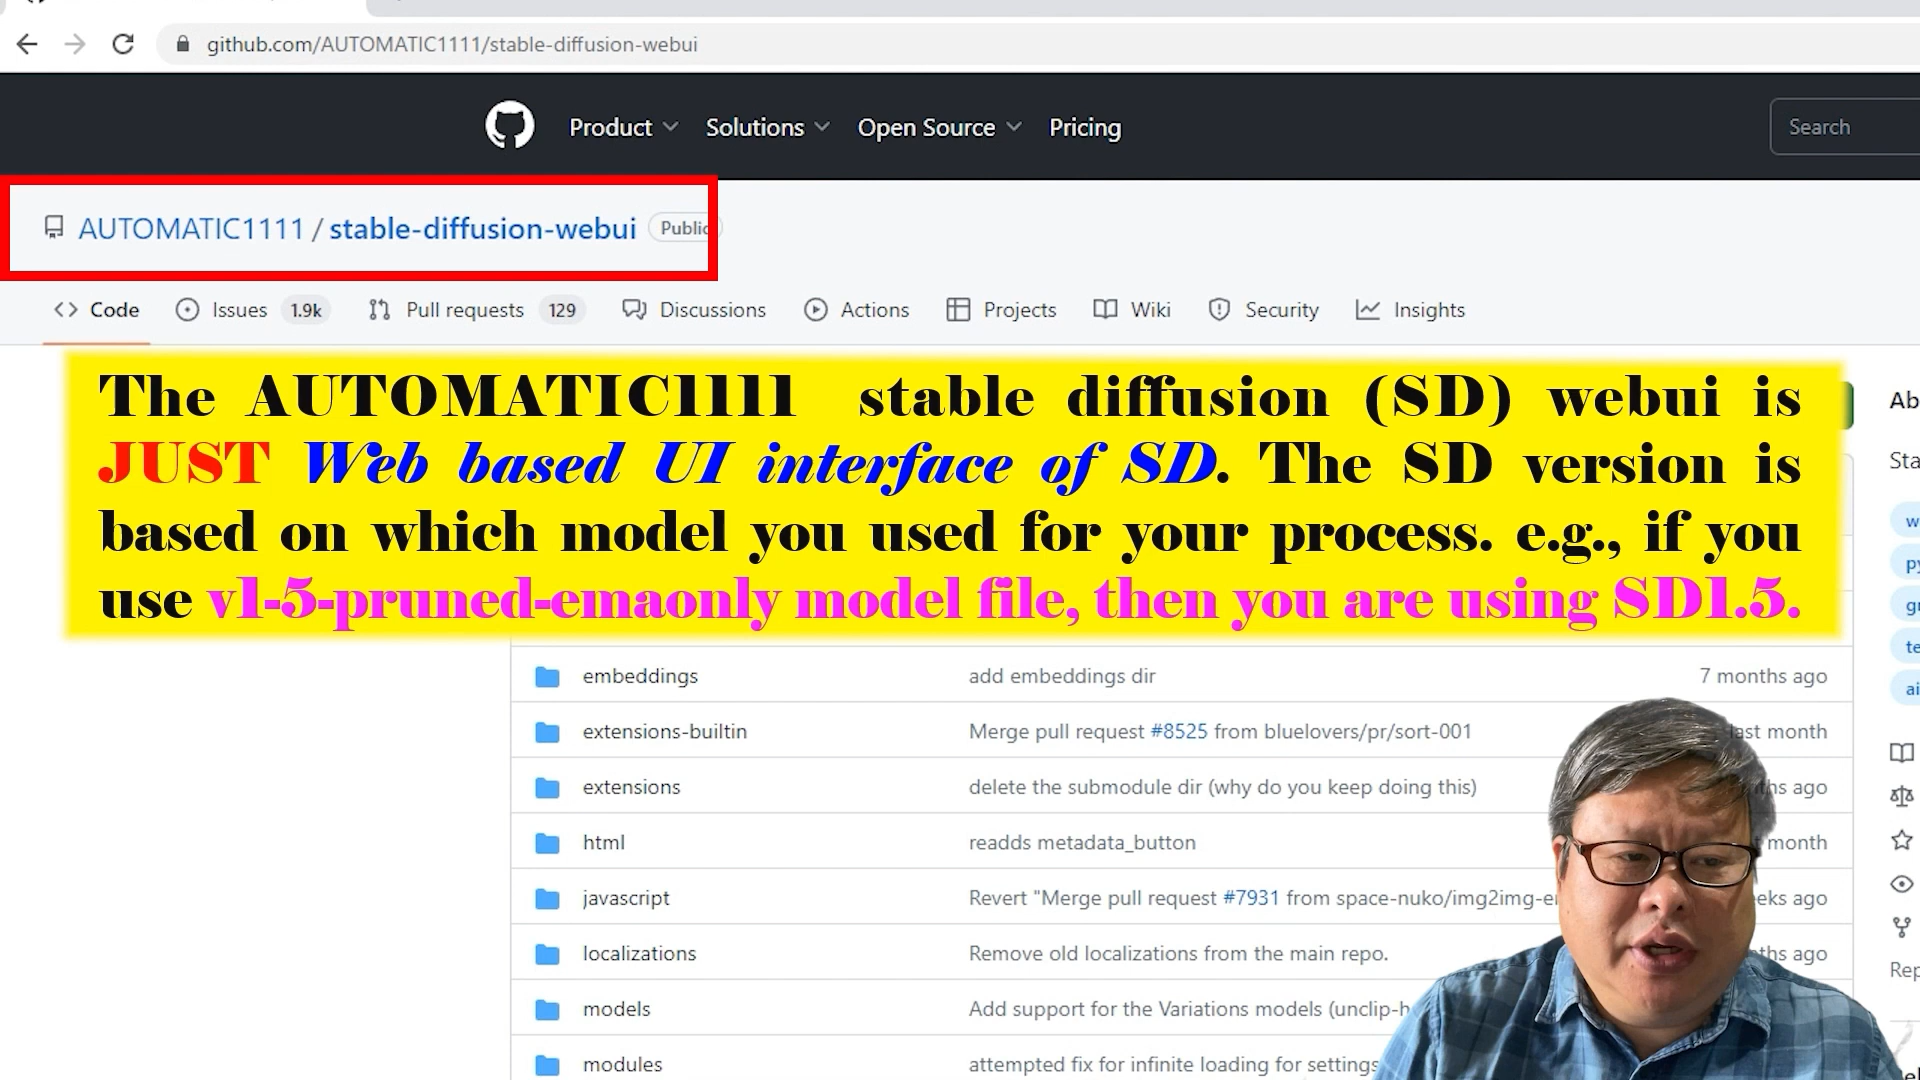 github.com/AUTOMATIC1111/stable-diffusion-webui
Product Solutions Open Source Pricing Search
AUTOMATIC1111 / stable-diffusion-webui Public
Code Issues 1.9k Pull requests 129 Discussions Actions Projects Wiki Security Insights
The AUTOMATIC1111 stable diffusion (SD) webui is
JUST Web based UI interface of SD. The SD version is
based on which model you used for your process. e.g., if you
use v1-5-pruned-emaonly model file, then you are using SD1.5.
embeddings add embeddings dir 7 months ago
extensions-builtin Merge pull request #8525 from bluelovers/pr/sort-001 last month
extensions delete the submodule dir (why do you keep doing this) ago
html readds metadata_button month
javascript Revert "Merge pull request #7931 from space-nuko/img2img-e ago
localizations Remove old localizations from the main repo. ago
models Add support for the Variations models (unclip-h
modules attempted fix for infinite loading for settings